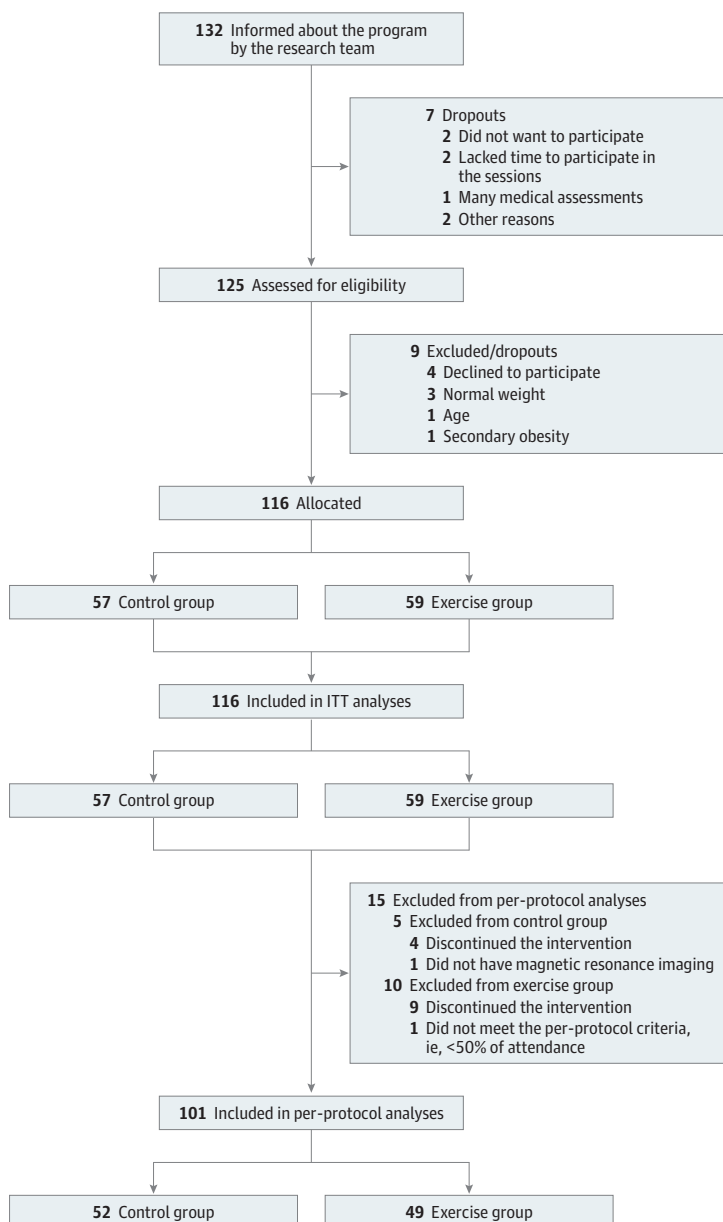 132 Informed about the program
by the research team
7 Dropouts
2 Did not want to participate
2 Lacked time to participate in
the sessions
1 Many medical assessments
2 Other reasons
125 Assessed for eligibility
9 Excluded/dropouts
4 Declined to participate
3 Normal weight
1 Age
1 Secondary obesity
116 Allocated
57 Control group
59 Exercise group
116 Included in ITT analyses
57 Control group
59 Exercise group
15 Excluded from per-protocol analyses
5 Excluded from control group
4 Discontinued the intervention
1 Did not have magnetic resonance imaging
10 Excluded from exercise group
9 Discontinued the intervention
1 Did not meet the per-protocol criteria,
ie, <50% of attendance
101 Included in per-protocol analyses
52 Control group
49 Exercise group